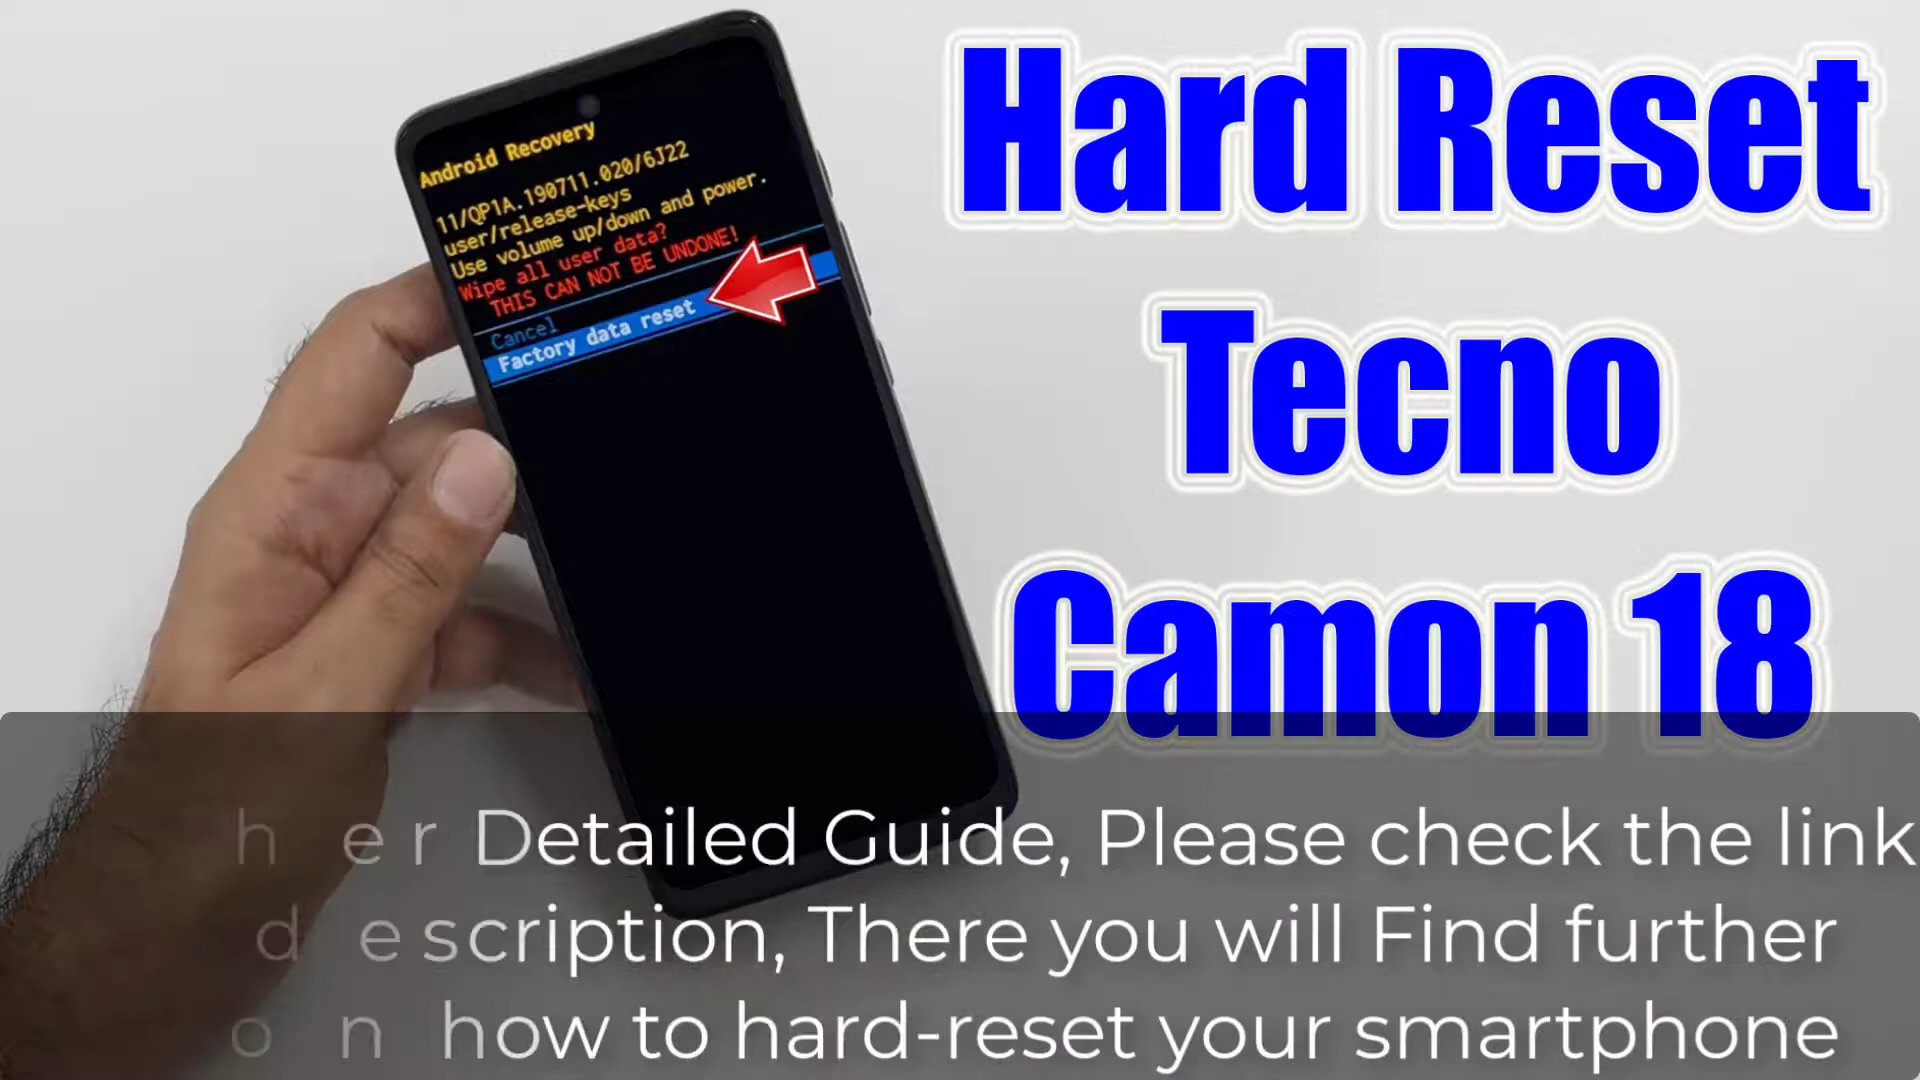 Hard Reset
Tecno
Camon 18
Android Recovery
11/QP1A.190711.020/6J22
user/release-keys
Use volume up/down and power.
Wipe all user data?
THIS CAN NOT BE UNDONE!
Cancel
Factory data reset
Detailed Guide, Please check the link
description, There you will Find further
on how to hard-reset your smartphone